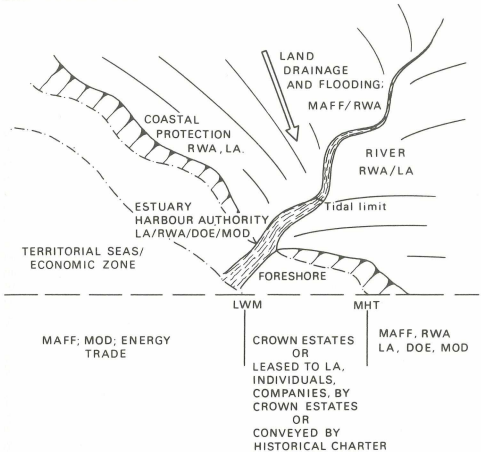 LAND
DRAINAGE
AND FLOODING;
MAFF/RWA
COASTAL
PROTECTION
RWA, LA.
RIVER
RWA/LA
ESTUARY
HARBOUR AUTHORITY
LA/RWA/DOE/MOD
Tidal limit
TERRITORIAL SEAS/
ECONOMIC ZONE
FORESHORE
LWM
MHT
MAFF; MOD; ENERGY
TRADE
CROWN ESTATES
OR
LEASED TO LA,
INDIVIDUALS,
COMPANIES, BY
CROWN ESTATES
OR
CONVEYED BY
HISTORICAL CHARTER
MAFF, RWA
LA, DOE, MOD